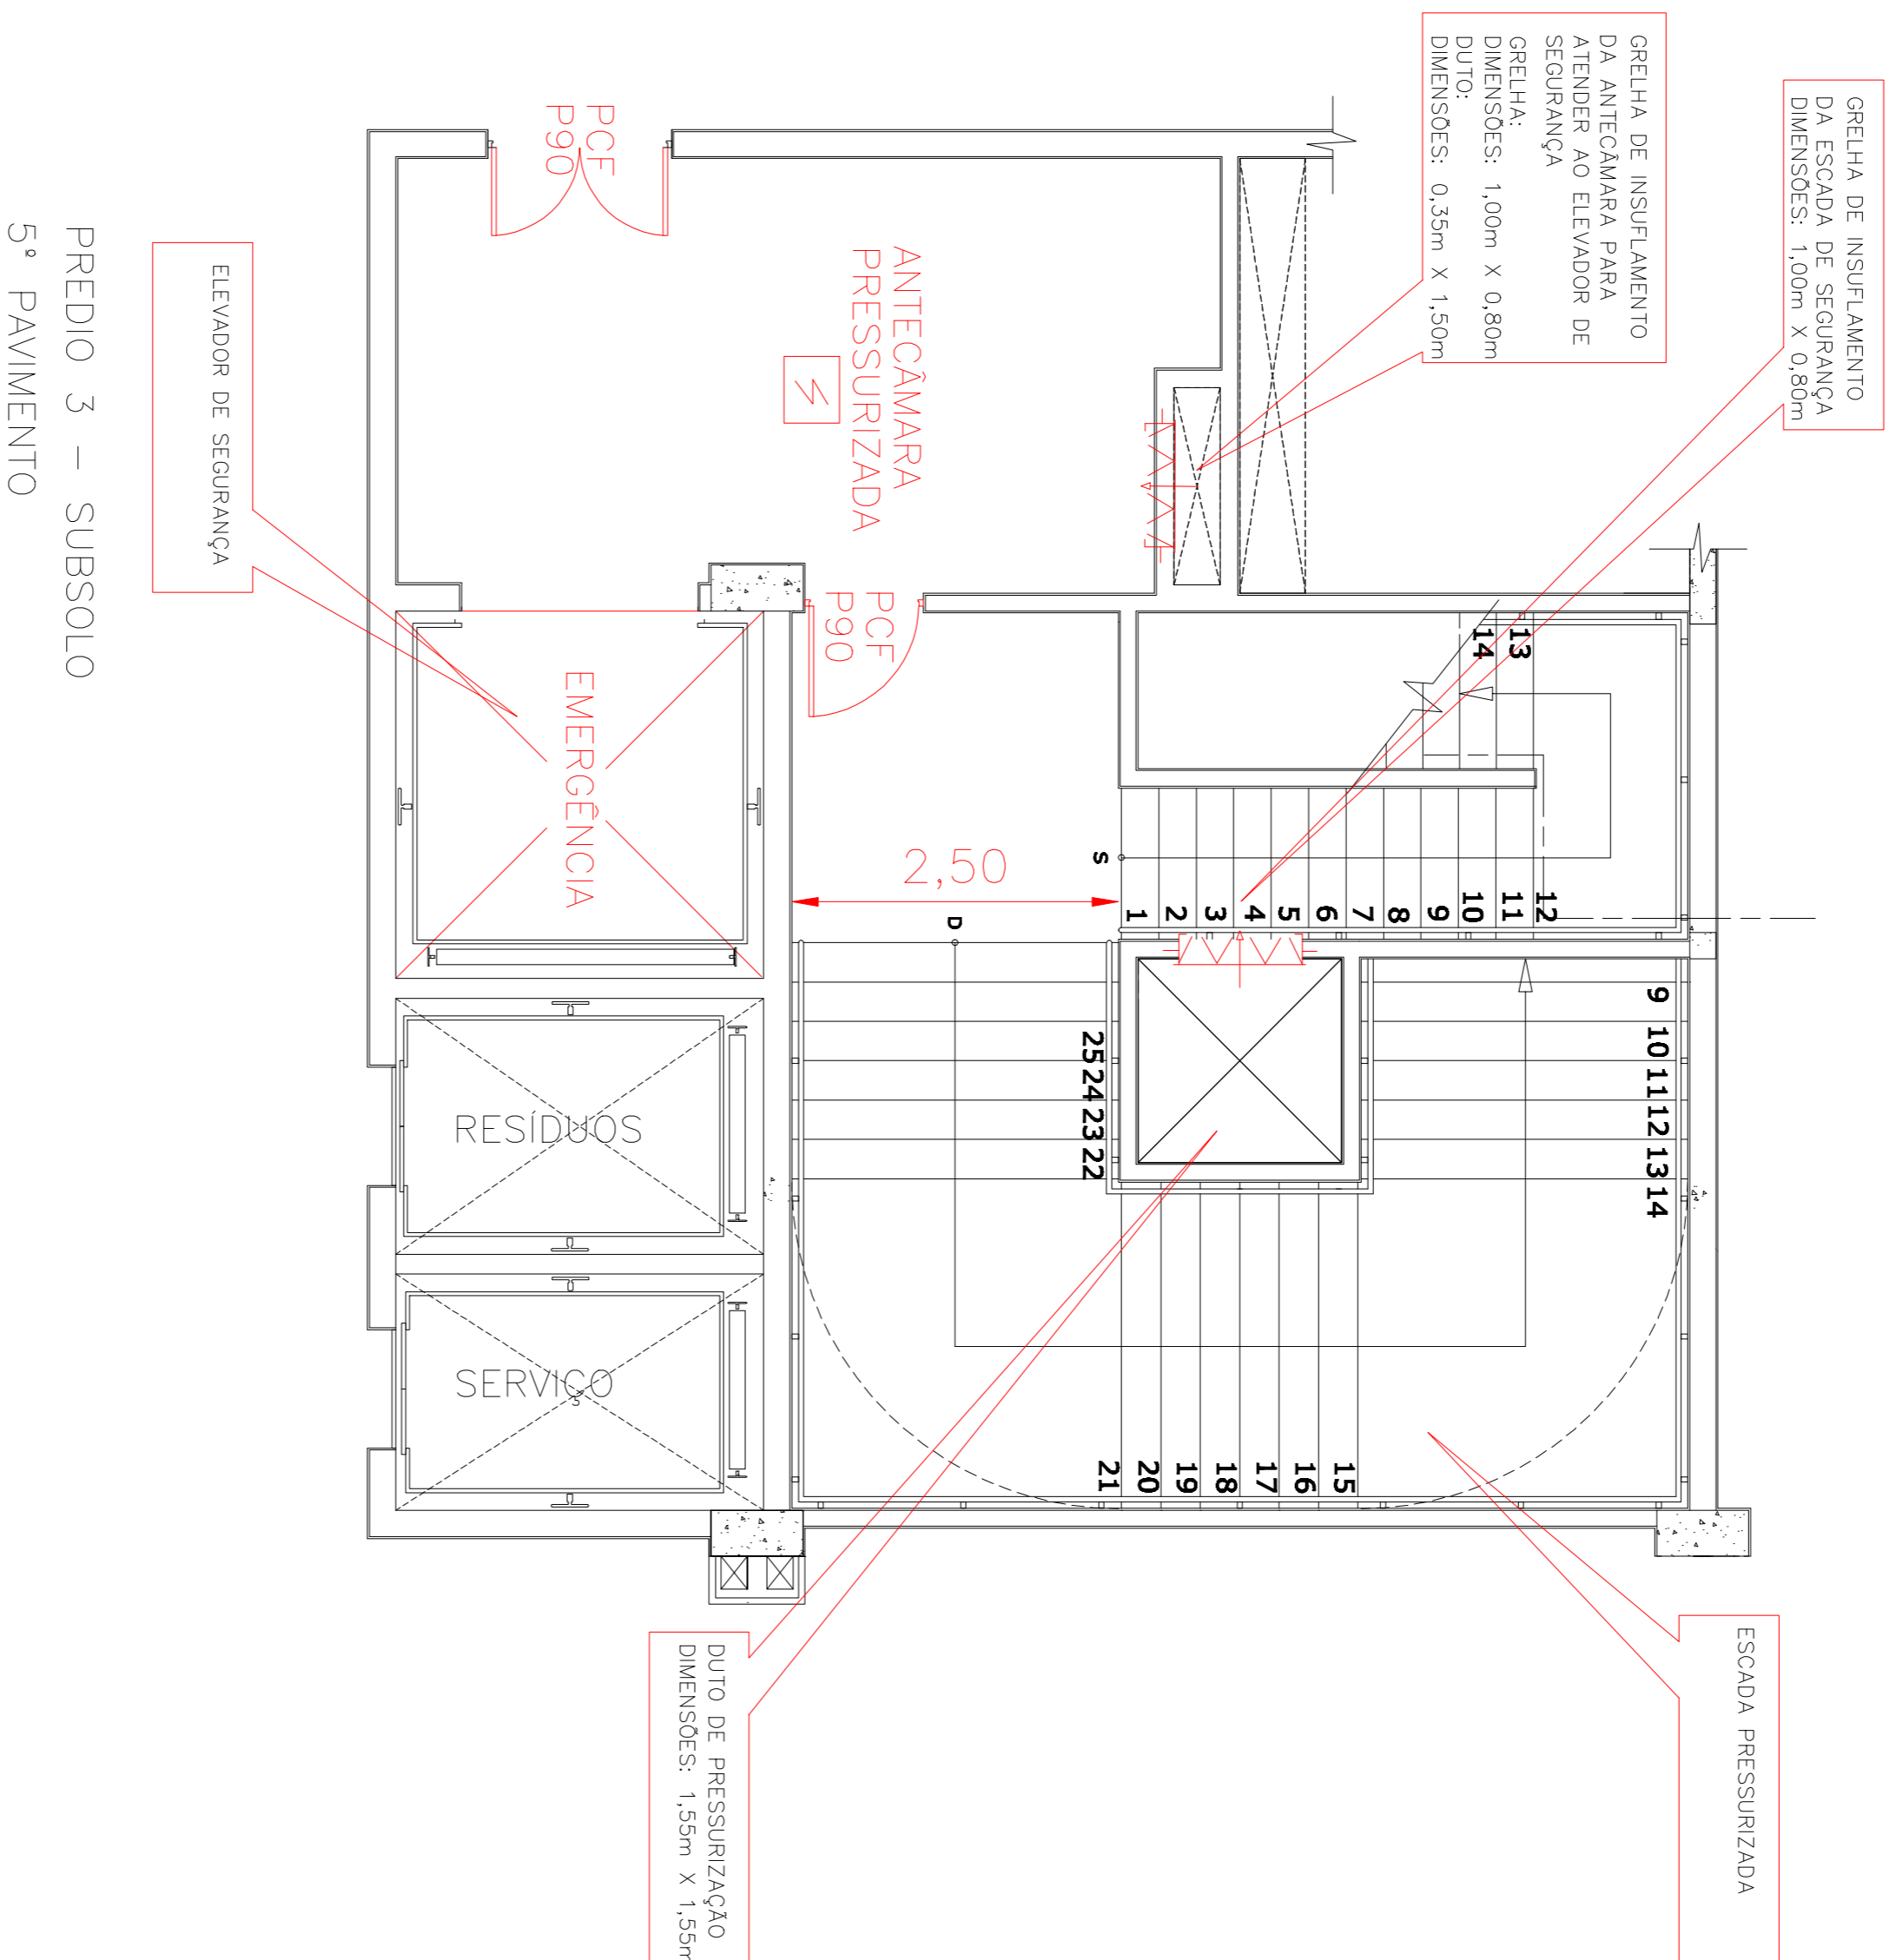 GRELHA DE INSUFLAMENTO
DA ESCADA DE SEGURANÇA
DIMENSÕES: 1,00m X 0,80m
GRELHA DE INSUFLAMENTO
DA ANTECÂMARA PARA
ATENDER AO ELEVADOR DE
SEGURANÇA
GRELHA:
DIMENSÕES: 1,00m X 0,80m
DUTO:
DIMENSÕES: 0,35m X 1,50m
ESCADA PRESSURIZADA
PCF
P90
ANTECÂMARA
PRESSURIZADA
PCF
P90
13
14
12
11
10
9
8
7
6
5
4
3
2
1
S
D
2,50
9 10 11 12 13 14
15
16
17
18
19
20
21
25 24 23 22
EMERGÊNCIA
RESÍDUOS
SERVIÇO
DUTO DE PRESSURIZAÇÃO
DIMENSÕES: 1,55m X 1,55m
ELEVADOR DE SEGURANÇA
PREDIO 3 - SUBSOLO
5º PAVIMENTO